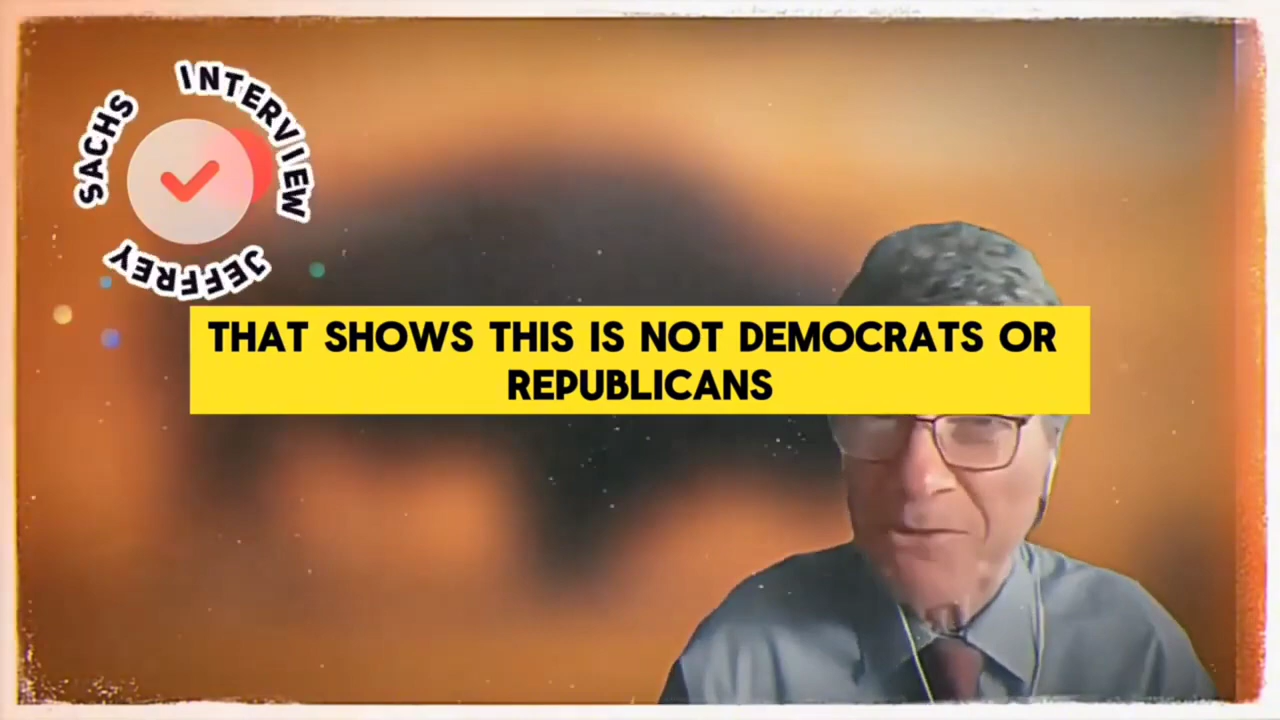 SACHS INTERVIEW JEFFREY
THAT SHOWS THIS IS NOT DEMOCRATS OR
REPUBLICANS